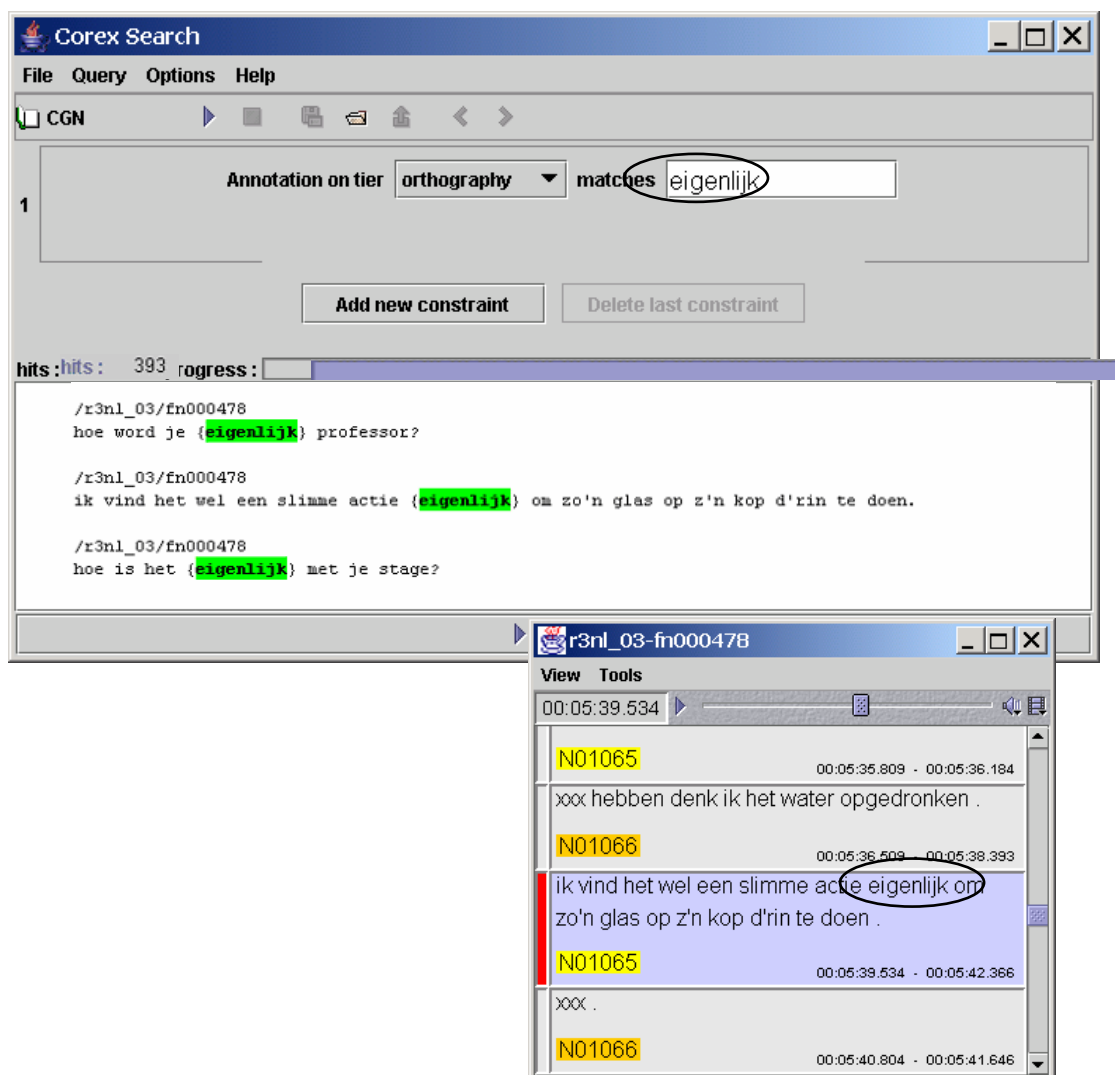 Corex Search
File Query Options Help
CGN
Annotation on tier orthography matches eigenlijk
1
Add new constraint Delete last constraint
hits : hits : 393 rogress :
/r3nl_03/fn000478
hoe word je {eigenlijk} professor?
/r3nl_03/fn000478
ik vind het wel een slimme actie {eigenlijk} om zo'n glas op z'n kop d'rin te doen.
/r3nl_03/fn000478
hoe is het {eigenlijk} met je stage?
r3nl_03-fn000478
View Tools
00:05:39.534
N01065 00:05:35.809 - 00:05:36.184
xxx hebben denk ik het water opgedronken .
N01066 00:05:36.509 - 00:05:38.393
ik vind het wel een slimme actie eigenlijk om
zo'n glas op z'n kop d'rin te doen .
N01065 00:05:39.534 - 00:05:42.366
xxx .
N01066 00:05:40.804 - 00:05:41.646